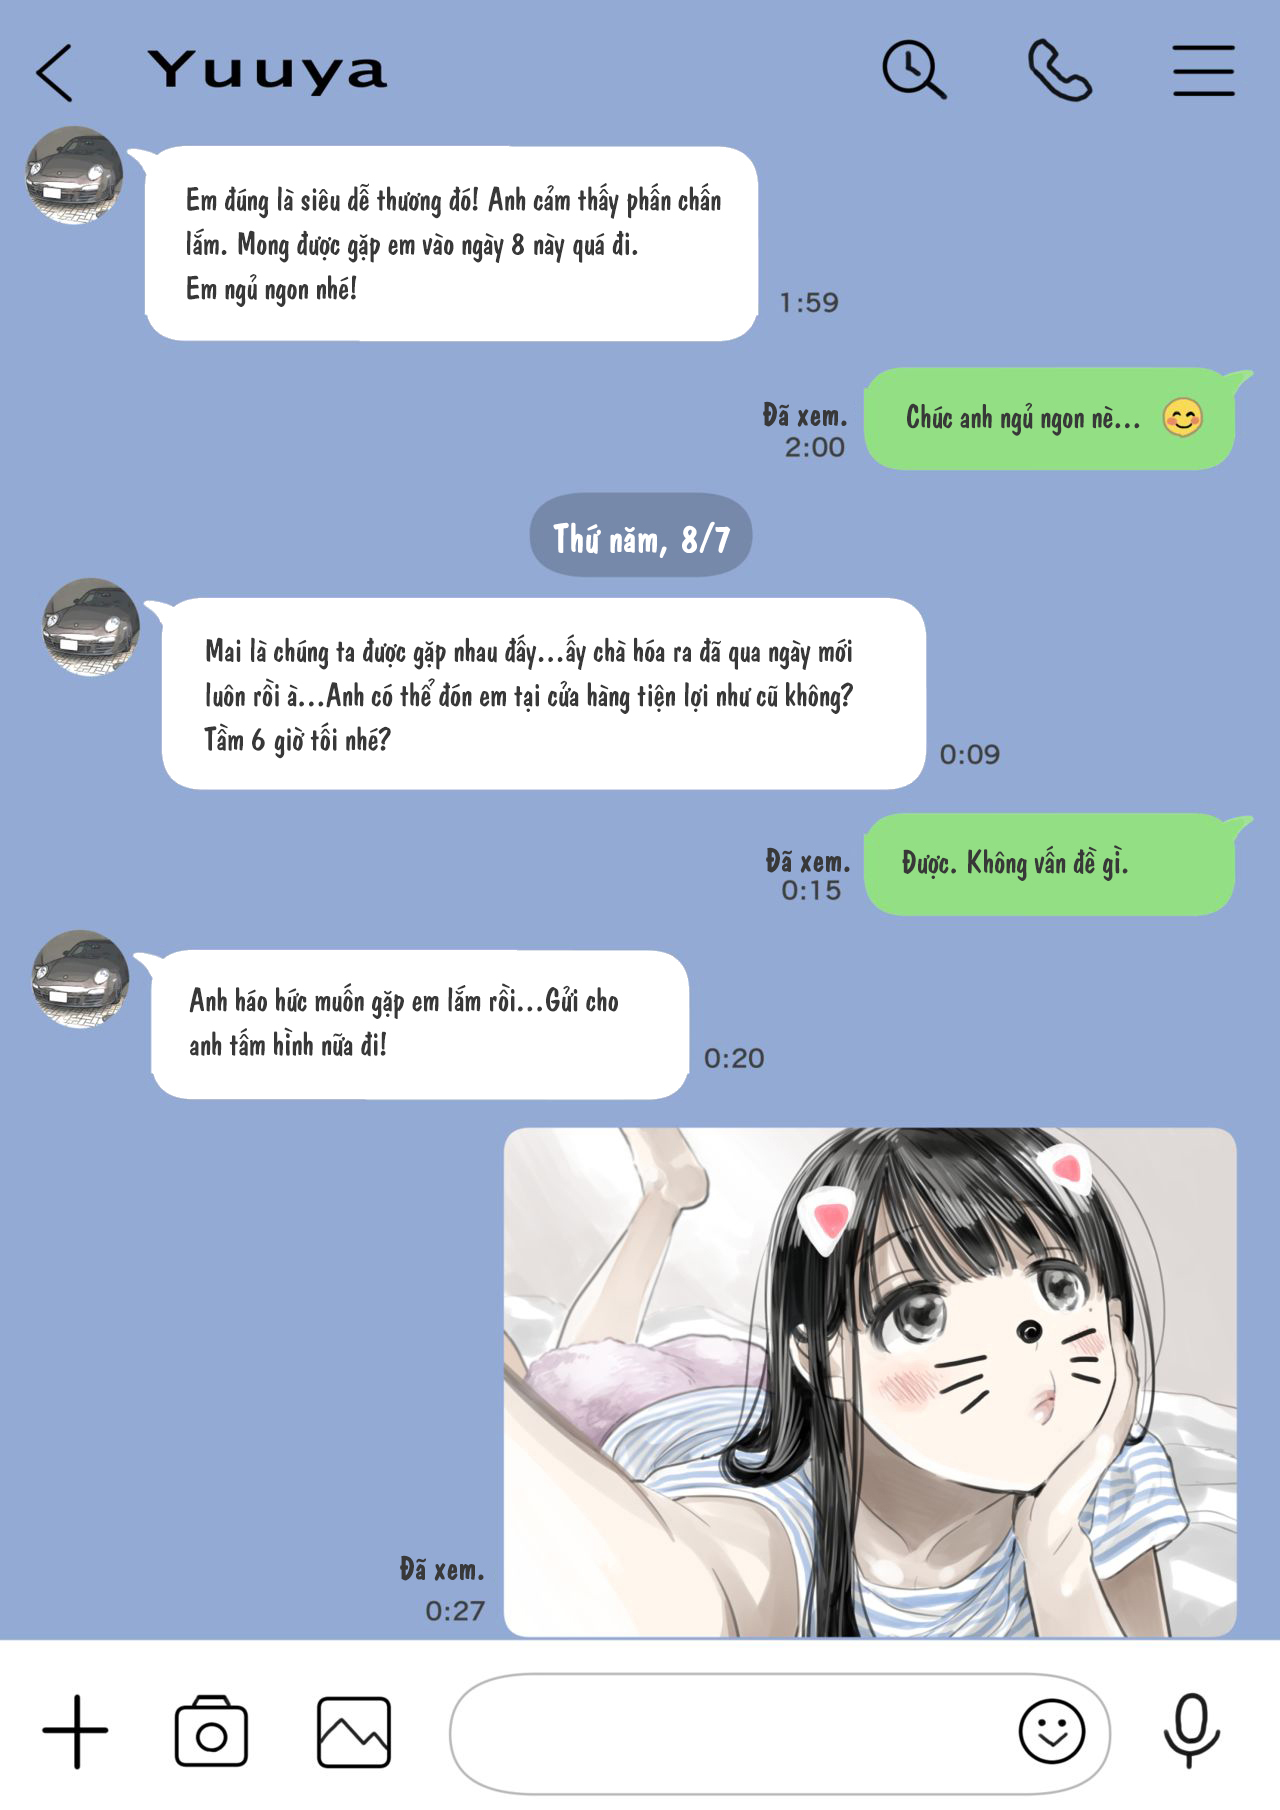 Yuuya
Em đúng là siêu dễ thương đó! Anh cảm thấy phấn chấn
lắm. Mong được gặp em vào ngày 8 này quá đi.
Em ngủ ngon nhé!
1:59
Chúc anh ngủ ngon nè... 😊
Đã xem.
2:00
Thứ năm, 8/7
Mai là chúng ta được gặp nhau đấy...ấy chà hóa ra đã qua ngày mới
luôn rồi à...Anh có thể đón em tại cửa hàng tiện lợi như cũ không?
Tầm 6 giờ tối nhé?
0:09
Được. Không vấn đề gì.
Đã xem.
0:15
Anh háo hức muốn gặp em lắm rồi...Gửi cho
anh tấm hình nữa đi!
0:20
Đã xem.
0:27